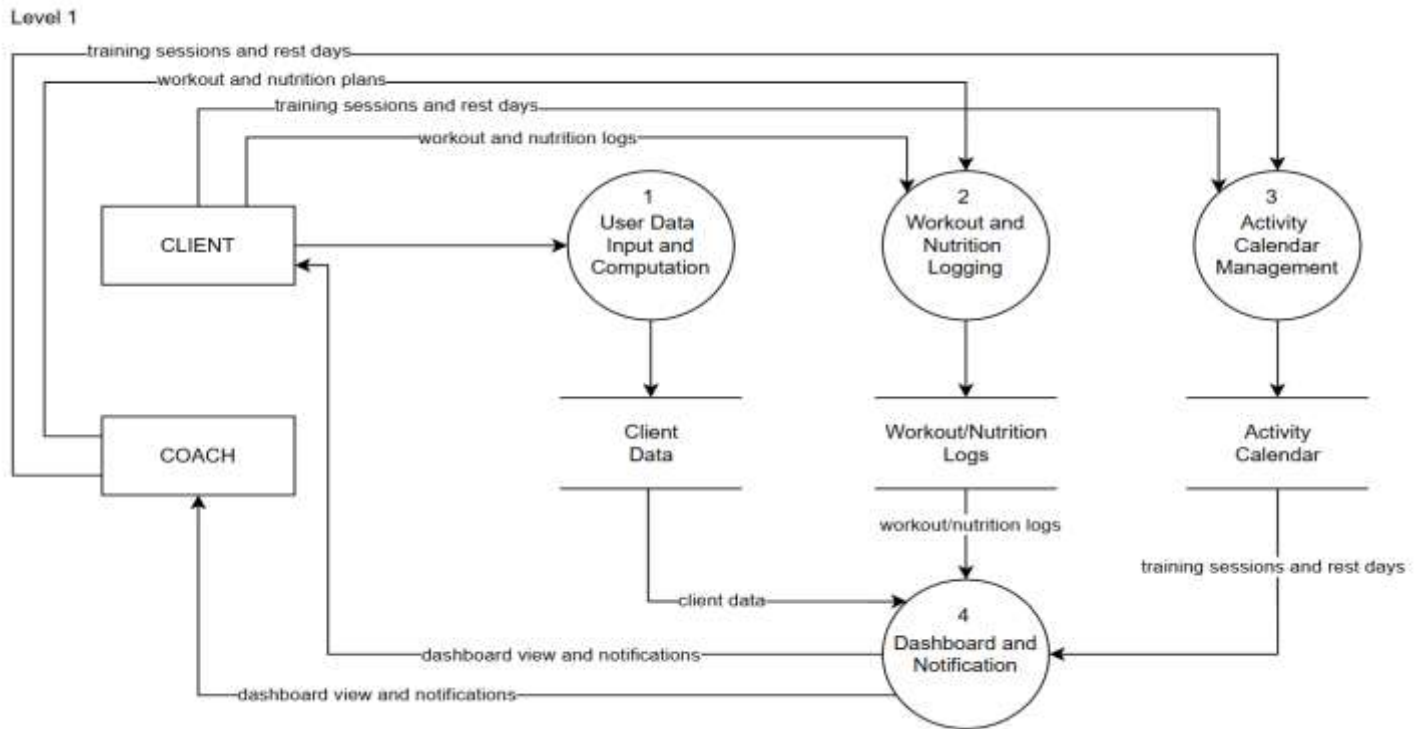 Level 1
training sessions and rest days
workout and nutrition plans
training sessions and rest days
workout and nutrition logs
CLIENT
1
User Data
Input and
Computation
2
Workout and
Nutrition
Logging
3
Activity
Calendar
Management
COACH
Client
Data
Workout/Nutrition
Logs
Activity
Calendar
workout/nutrition logs
training sessions and rest days
client data
4
Dashboard and
Notification
dashboard view and notifications
dashboard view and notifications